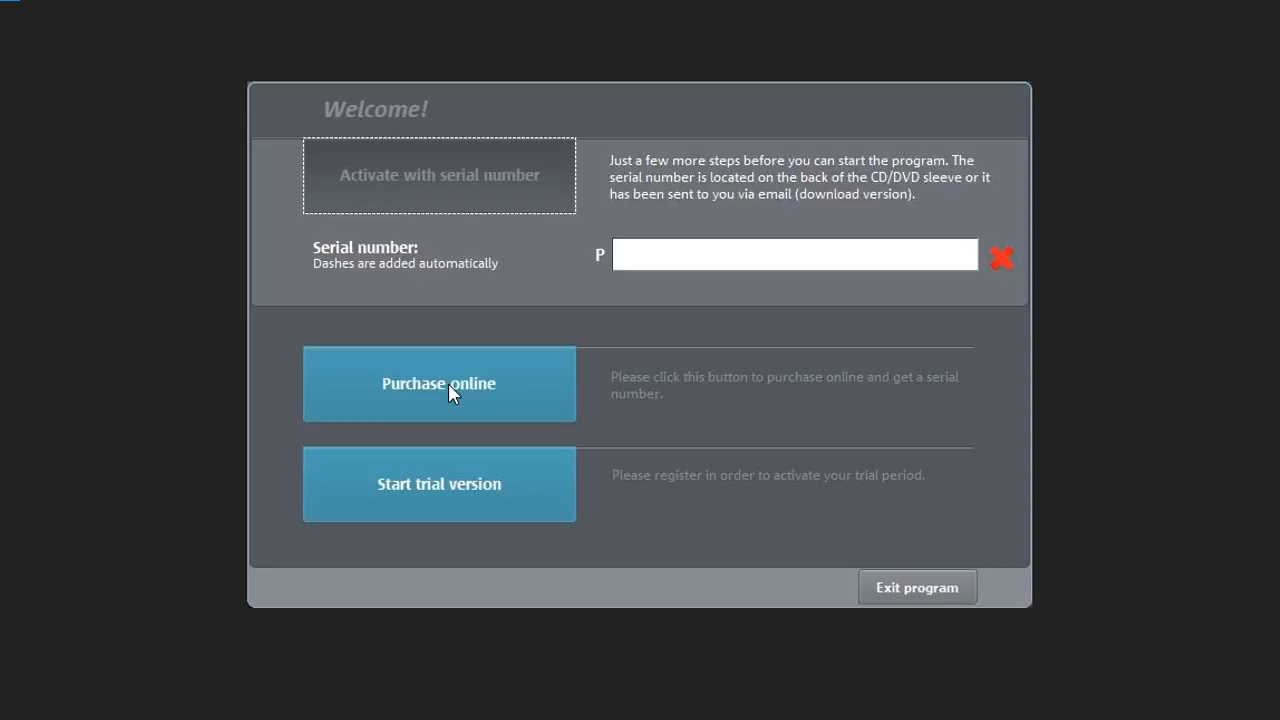 Welcome!
Activate with serial number
Just a few more steps before you can start the program. The
serial number is located on the back of the CD/DVD sleeve or it
has been sent to you via email (download version).
Serial number:
Dashes are added automatically
P
Purchase online
Please click this button to purchase online and get a serial
number.
Start trial version
Please register in order to activate your trial period.
Exit program